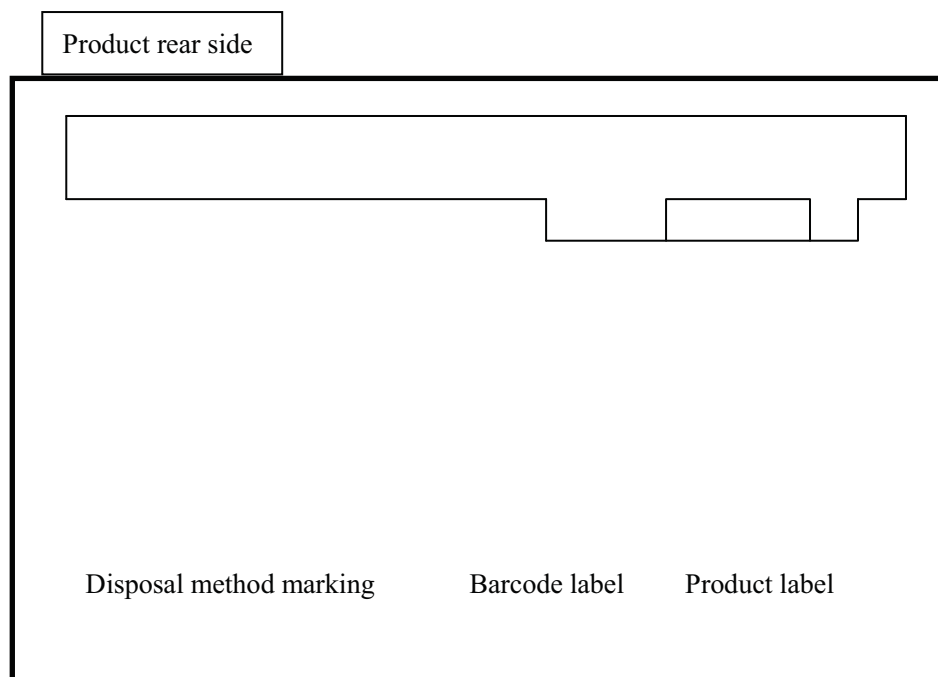 Product rear side
Disposal method marking Barcode label Product label